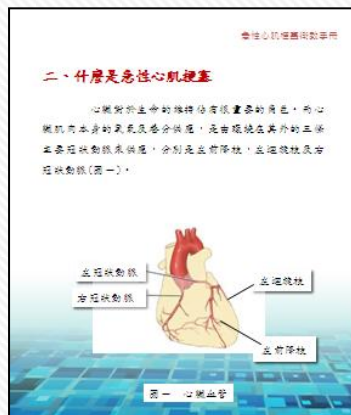 急性心肌梗塞衛教手冊
二、什麼是急性心肌梗塞
心臟對於生命的維持佔有很重要的角色，而心
臟肌肉本身的氧氣及養分供應，是由環繞在其外的三條
主要冠狀動脈來供應，分別是左前降枝，左迴旋枝及右
冠狀動脈(圖一)。
左冠狀動脈
右冠狀動脈
左迴旋枝
左前降枝
圖一 心臟血管